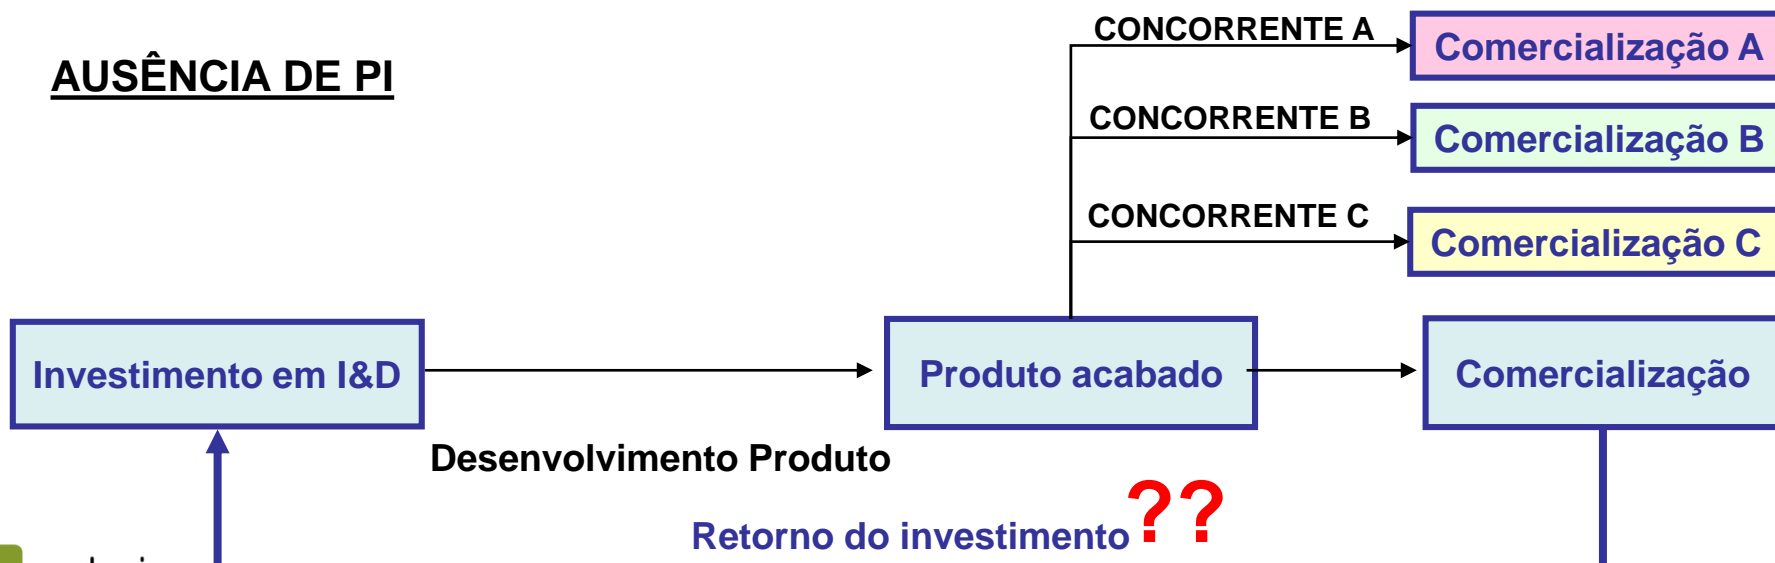 CONCORRENTE A
Comercialização A
AUSÊNCIA DE PI
CONCORRENTE B
Comercialização B
CONCORRENTE C
Comercialização C
Investimento em I&D
Produto acabado
Comercialização
Desenvolvimento Produto
Retorno do investimento??